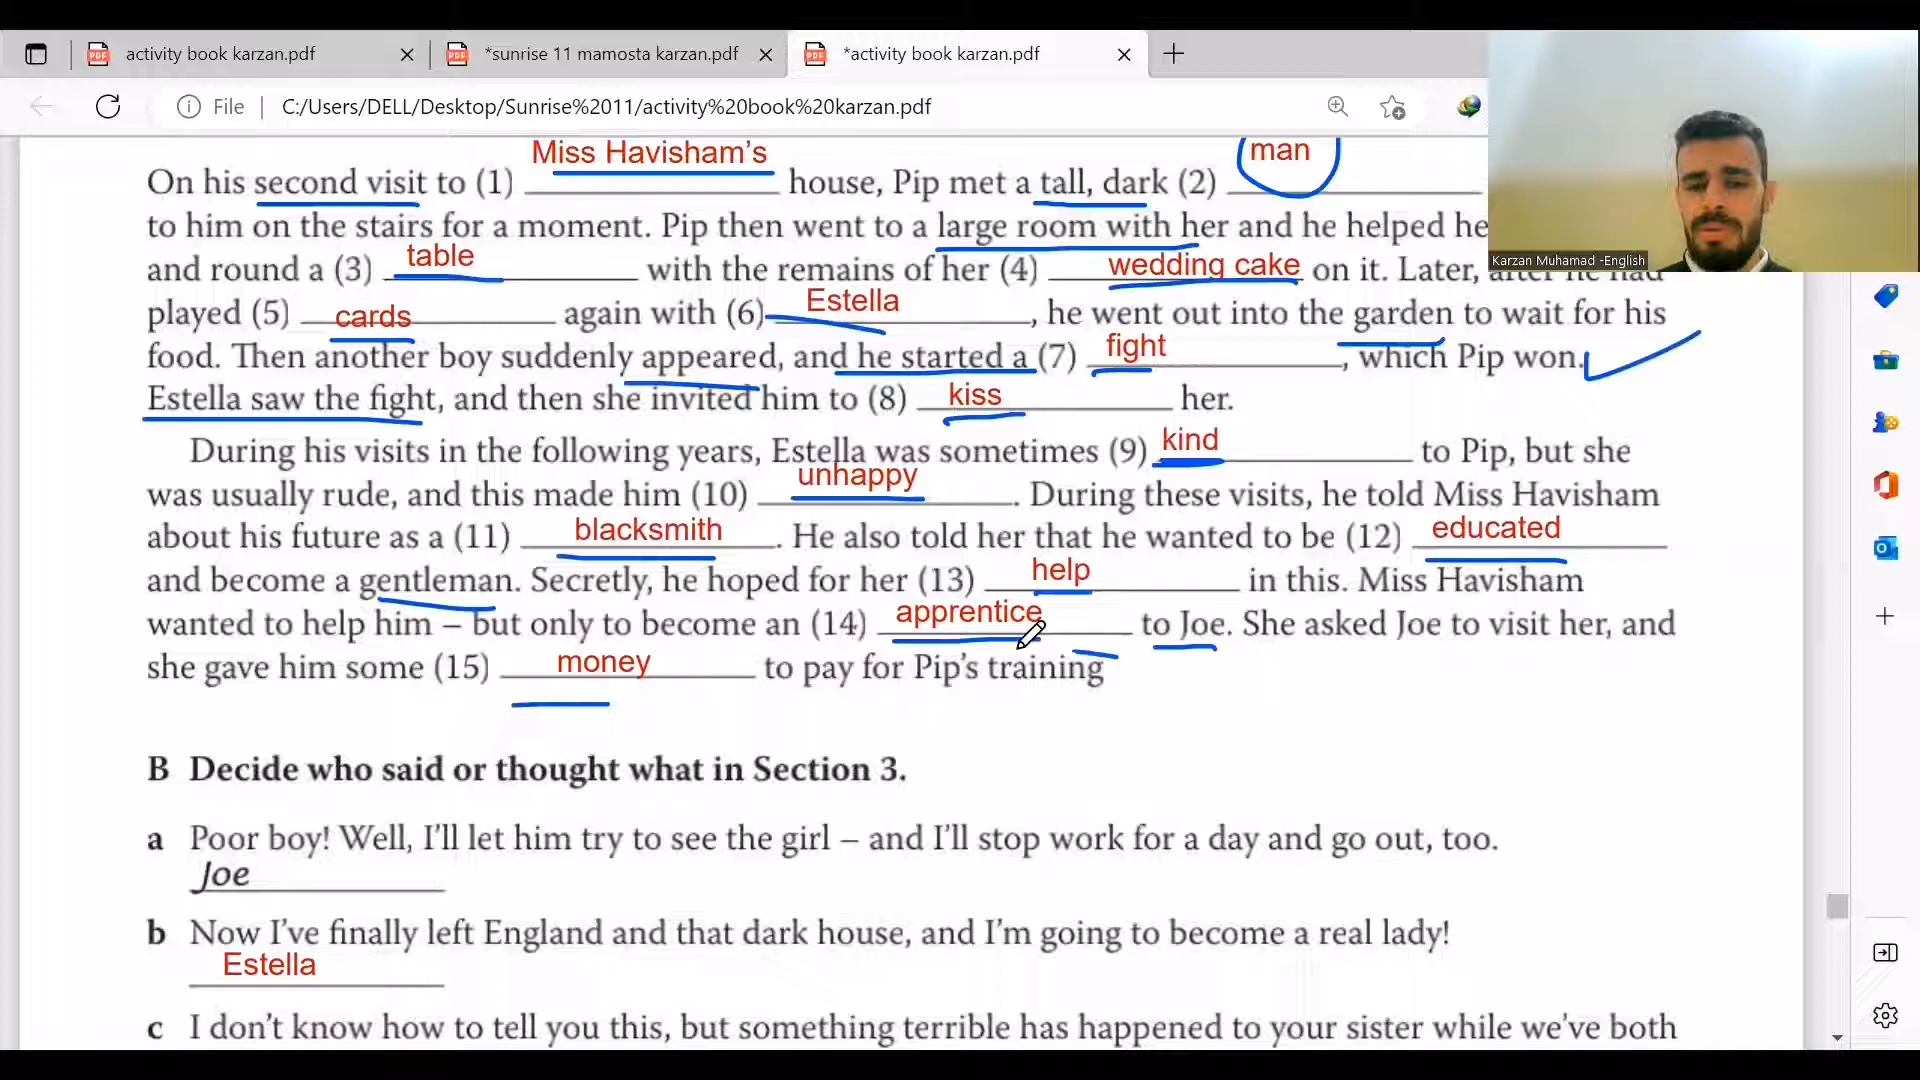 activity book karzan.pdf
*sunrise 11 mamosta karzan.pdf
*activity book karzan.pdf
File C:/Users/DELL/Desktop/Sunrise%2011/activity%20book%20karzan.pdf
Karzan Muhamad -English
On his second visit to (1) Miss Havisham's house, Pip met a tall, dark (2) man
to him on the stairs for a moment. Pip then went to a large room with her and he helped he
and round a (3) table with the remains of her (4) wedding cake on it. Later, after he had
played (5) cards again with (6) Estella, he went out into the garden to wait for his
food. Then another boy suddenly appeared, and he started a (7) fight, which Pip won.
Estella saw the fight, and then she invited him to (8) kiss her.
During his visits in the following years, Estella was sometimes (9) kind to Pip, but she
was usually rude, and this made him (10) unhappy. During these visits, he told Miss Havisham
about his future as a (11) blacksmith. He also told her that he wanted to be (12) educated
and become a gentleman. Secretly, he hoped for her (13) help in this. Miss Havisham
wanted to help him – but only to become an (14) apprentice to Joe. She asked Joe to visit her, and
she gave him some (15) money to pay for Pip's training
B Decide who said or thought what in Section 3.
a Poor boy! Well, I'll let him try to see the girl – and I'll stop work for a day and go out, too.
Joe
b Now I've finally left England and that dark house, and I'm going to become a real lady!
Estella
c I don't know how to tell you this, but something terrible has happened to your sister while we've both